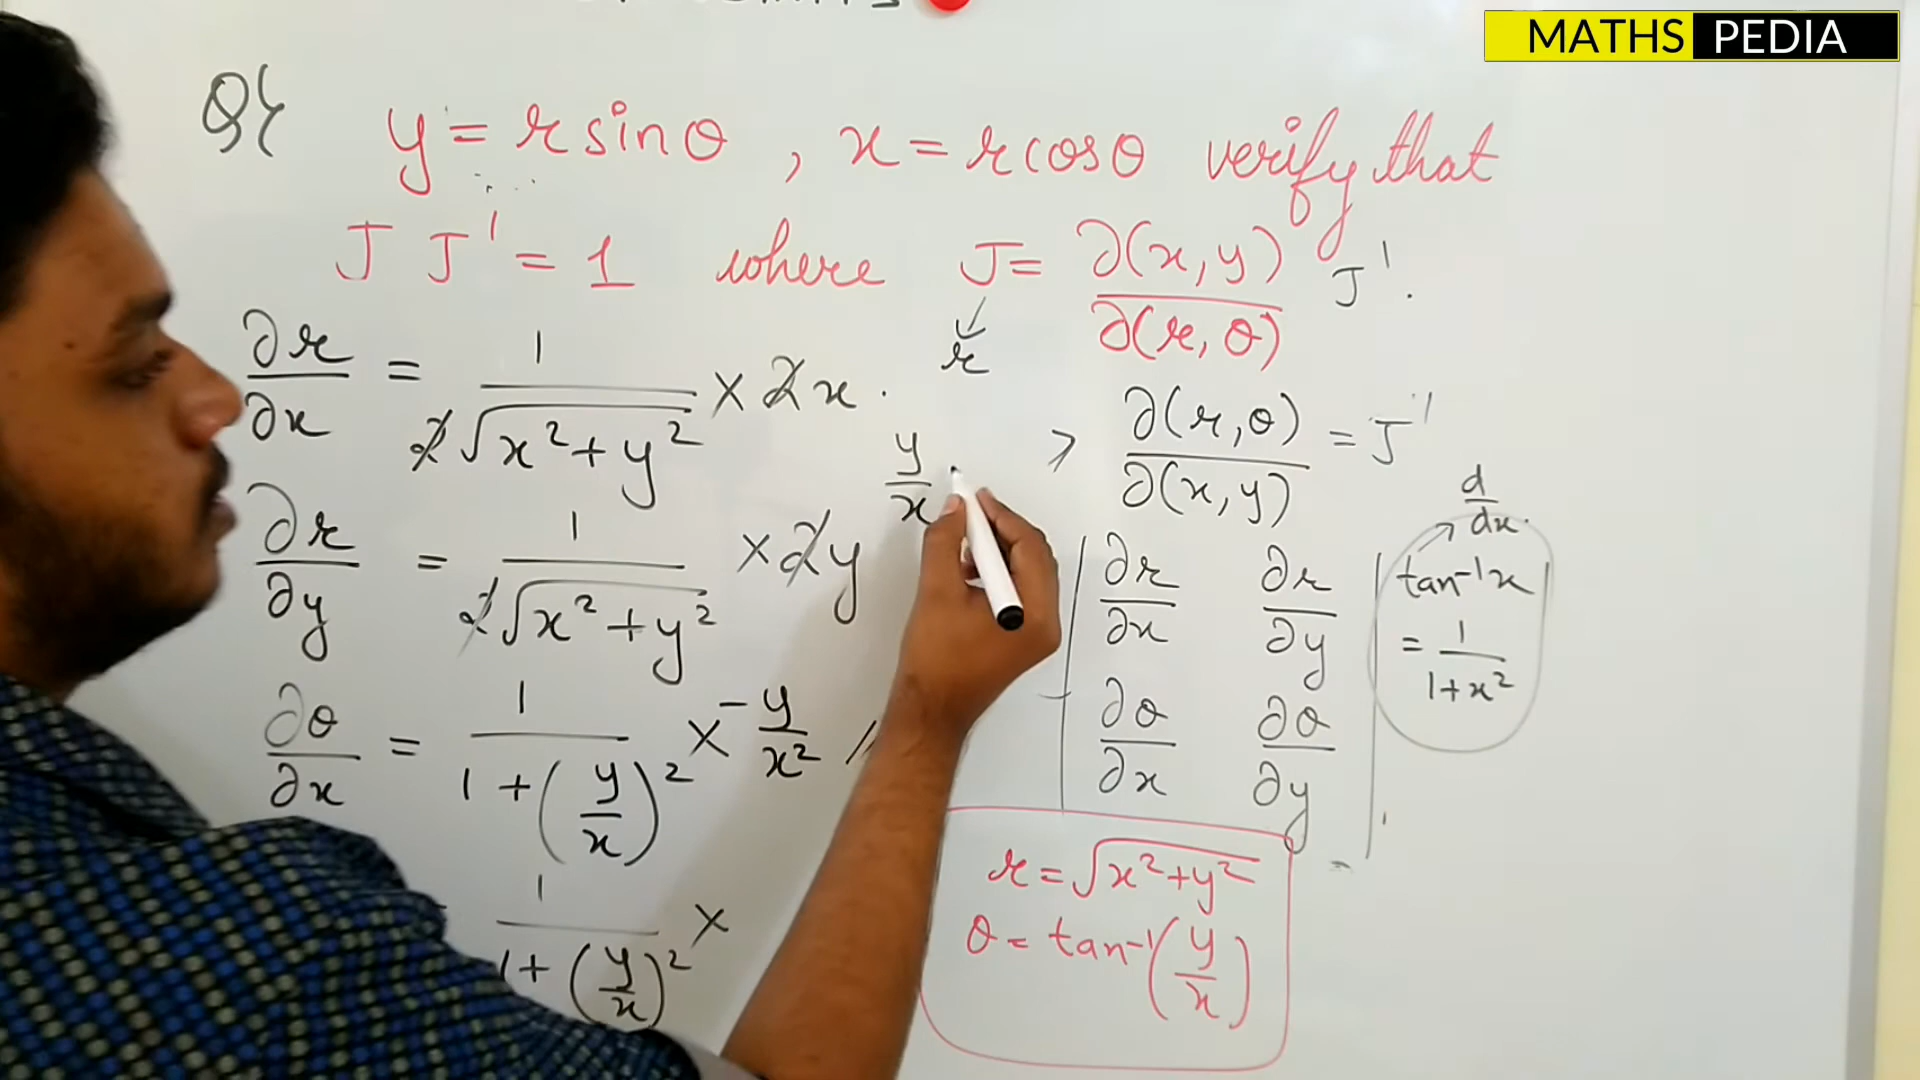 MATHS PEDIA
Q{ y = r sinθ , x = r cosθ verify that
J J' = 1 where J = ∂(x,y)/∂(r,θ) J'.
r
∂r/∂x = 1/(2√(x²+y²)) × 2x .
y/x
∂(r,θ)/∂(x,y) = J'
∂r/∂y = 1/(2√(x²+y²)) × 2y
| ∂r/∂x ∂r/∂y |
| ∂θ/∂x ∂θ/∂y |
=
d/dx.
tan⁻¹x
= 1/(1+x²)
∂θ/∂x = 1/(1+(y/x)²) × -y/x² //
1/(1+(y/x)²) ×
r = √(x²+y²)
θ = tan⁻¹(y/x)